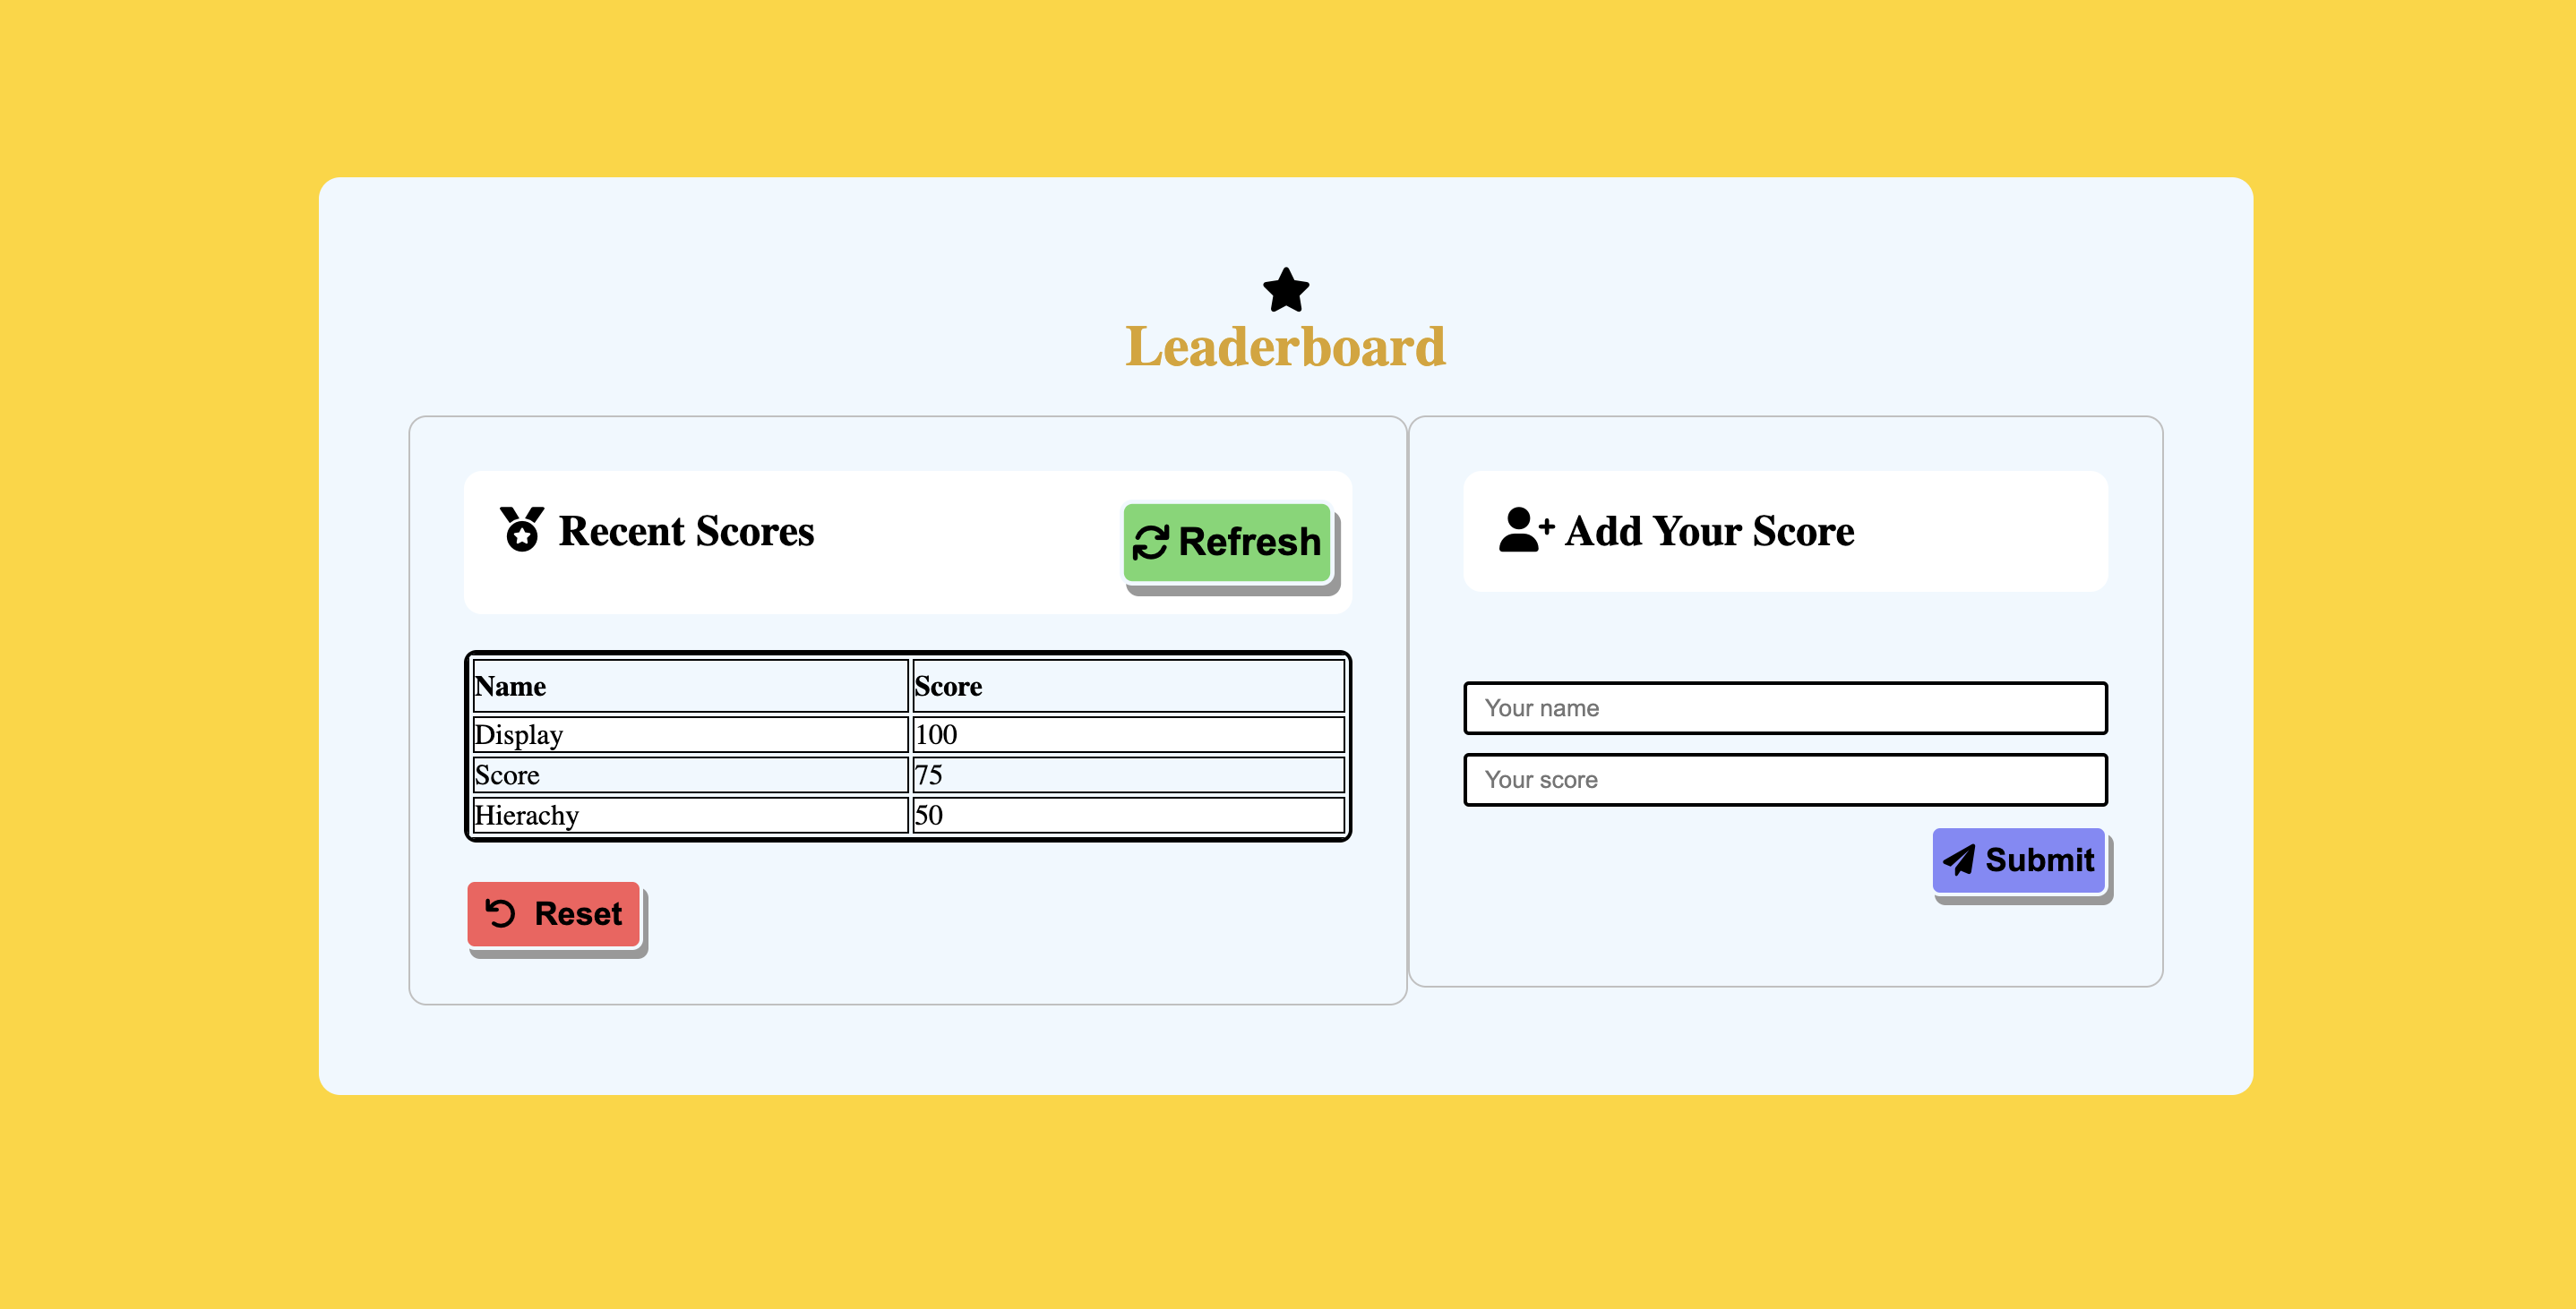 Leaderboard
Recent Scores
Refresh
Name Score
Display 100
Score 75
Hierachy 50
Reset
Add Your Score
Your name
Your score
Submit